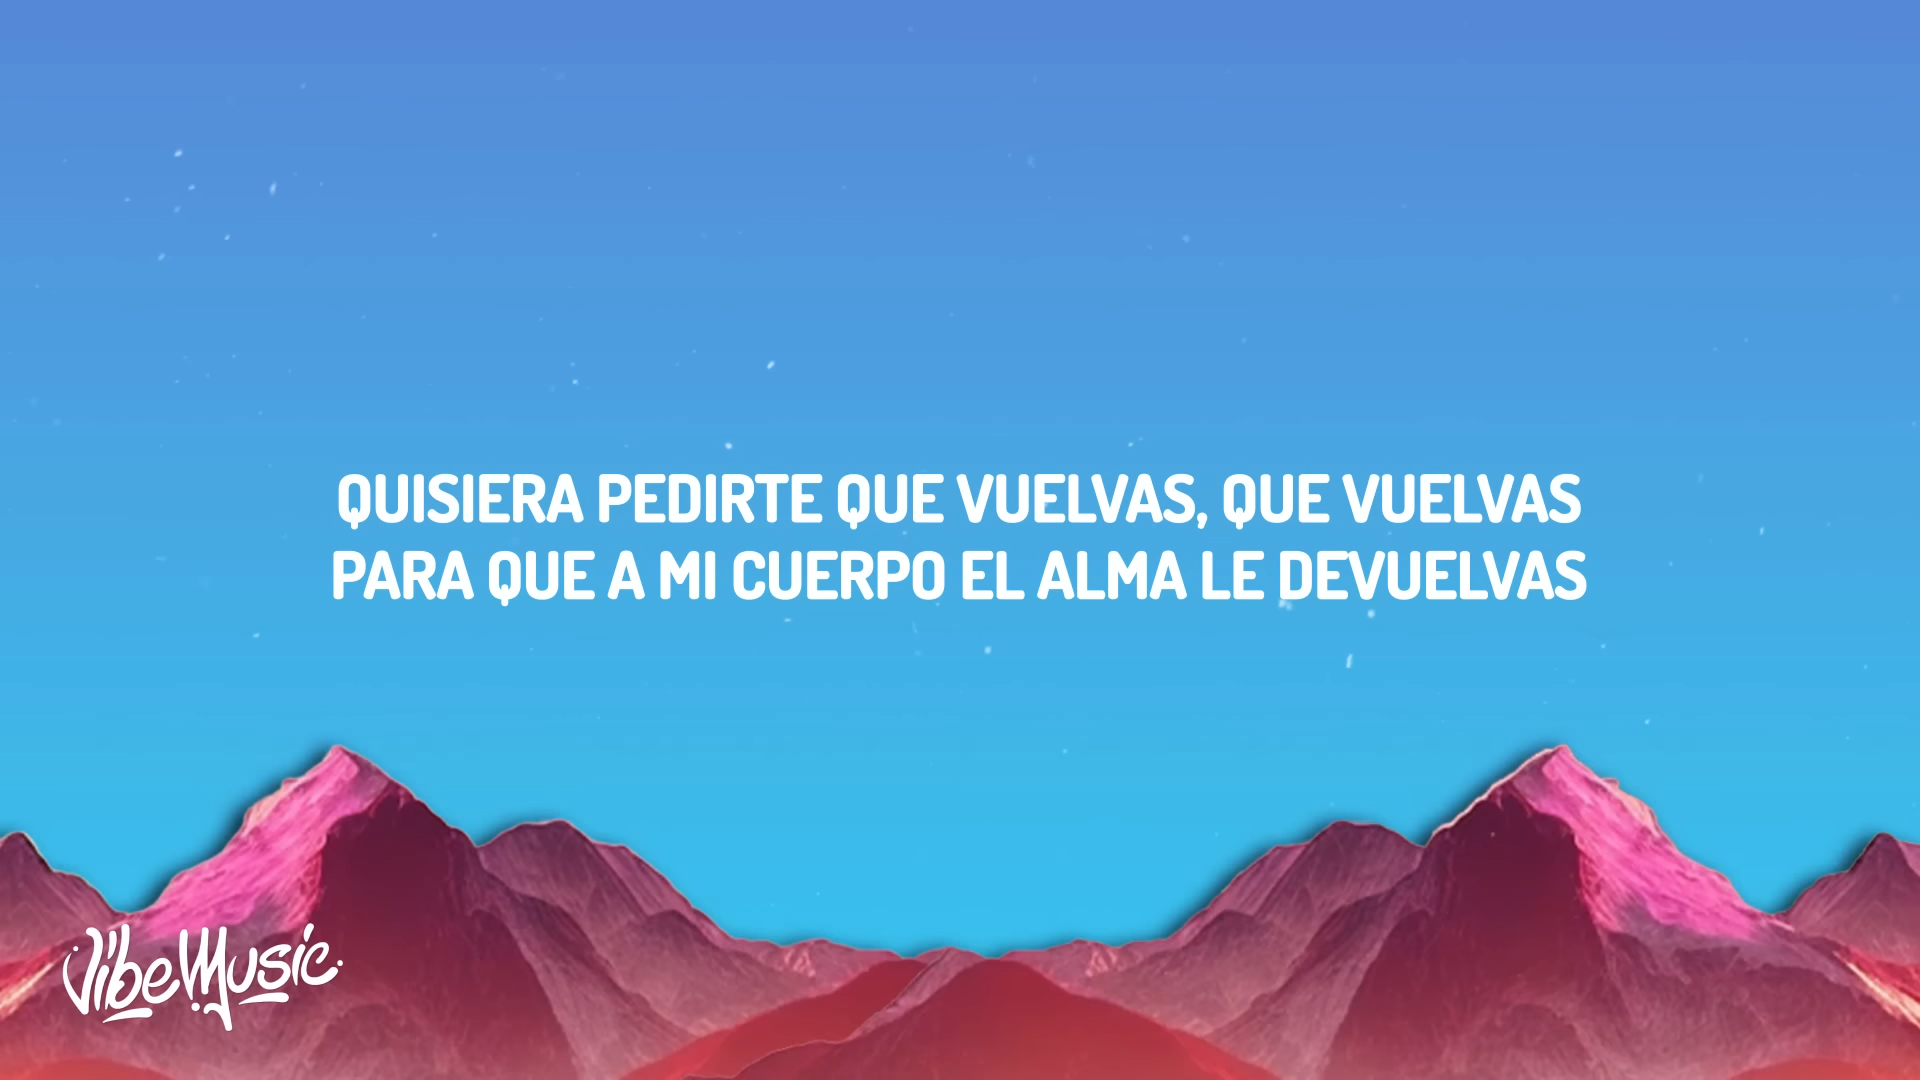 QUISIERA PEDIRTE QUE VUELVAS, QUE VUELVAS
PARA QUE A MI CUERPO EL ALMA LE DEVUELVAS
VibeMusic